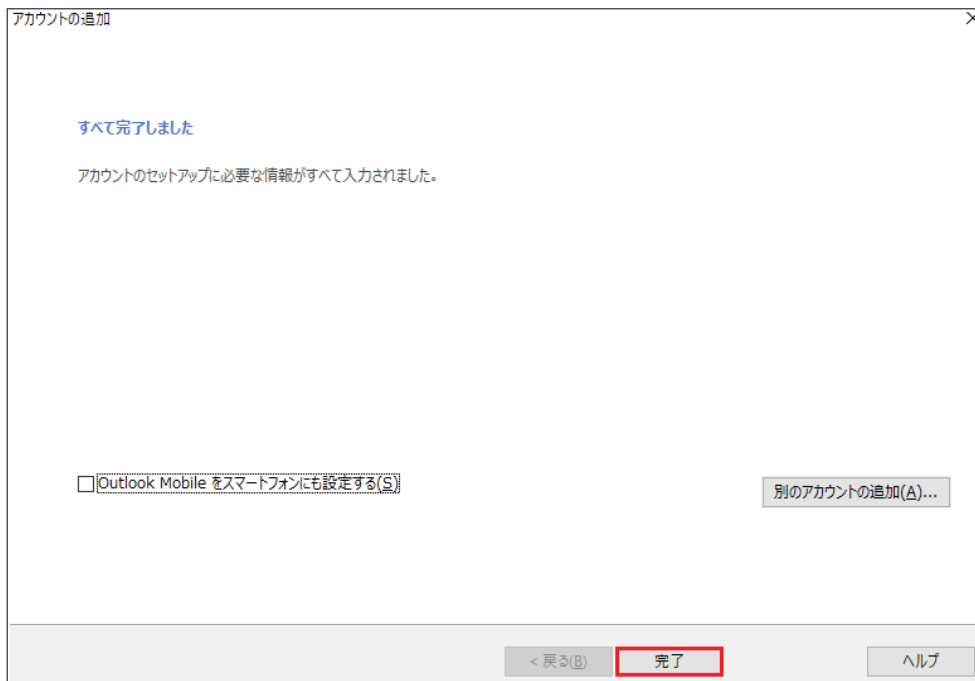 アカウントの追加
すべて完了しました
アカウントのセットアップに必要な情報がすべて入力されました。
Outlook Mobile をスマートフォンにも設定する(S)
別のアカウントの追加(A)...
< 戻る(B) 完了 ヘルプ